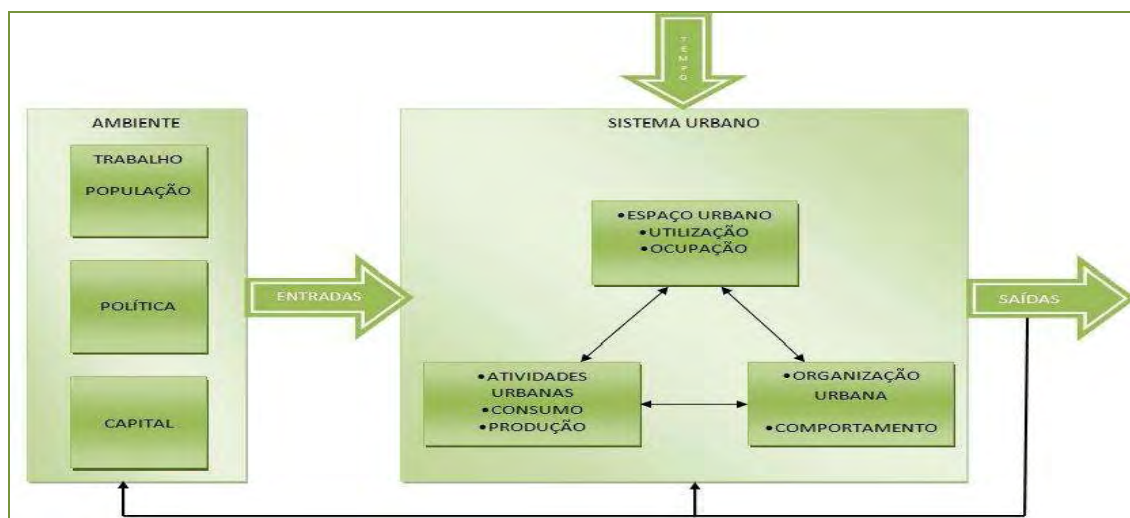 TEMPO
AMBIENTE
TRABALHO
POPULAÇÃO
POLÍTICA
CAPITAL
ENTRADAS
SISTEMA URBANO
•ESPAÇO URBANO
•UTILIZAÇÃO
•OCUPAÇÃO
•ATIVIDADES
URBANAS
•CONSUMO
•PRODUÇÃO
•ORGANIZAÇÃO
URBANA
•COMPORTAMENTO
SAÍDAS